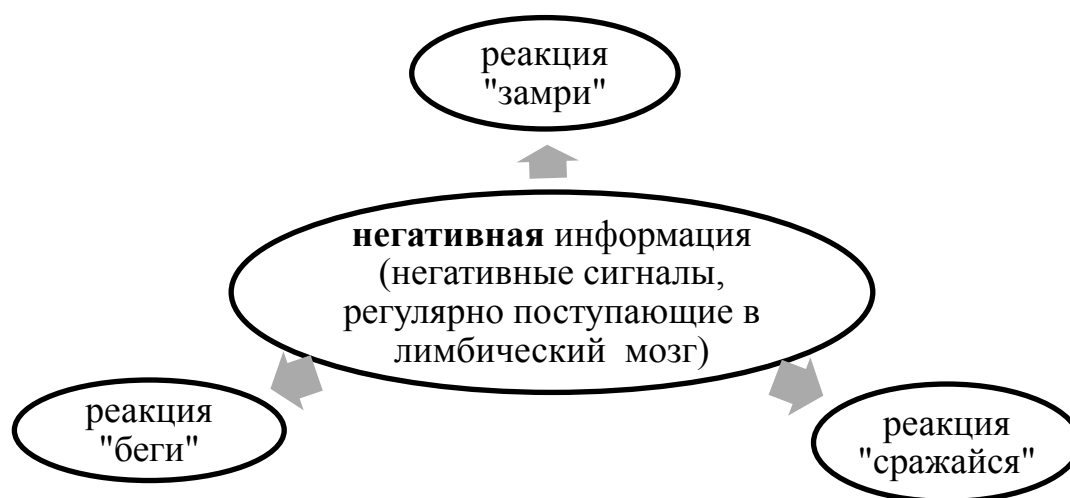 реакция
"замри"
негативная информация
(негативные сигналы,
регулярно поступающие в
лимбический мозг)
реакция
"беги"
реакция
"сражайся"